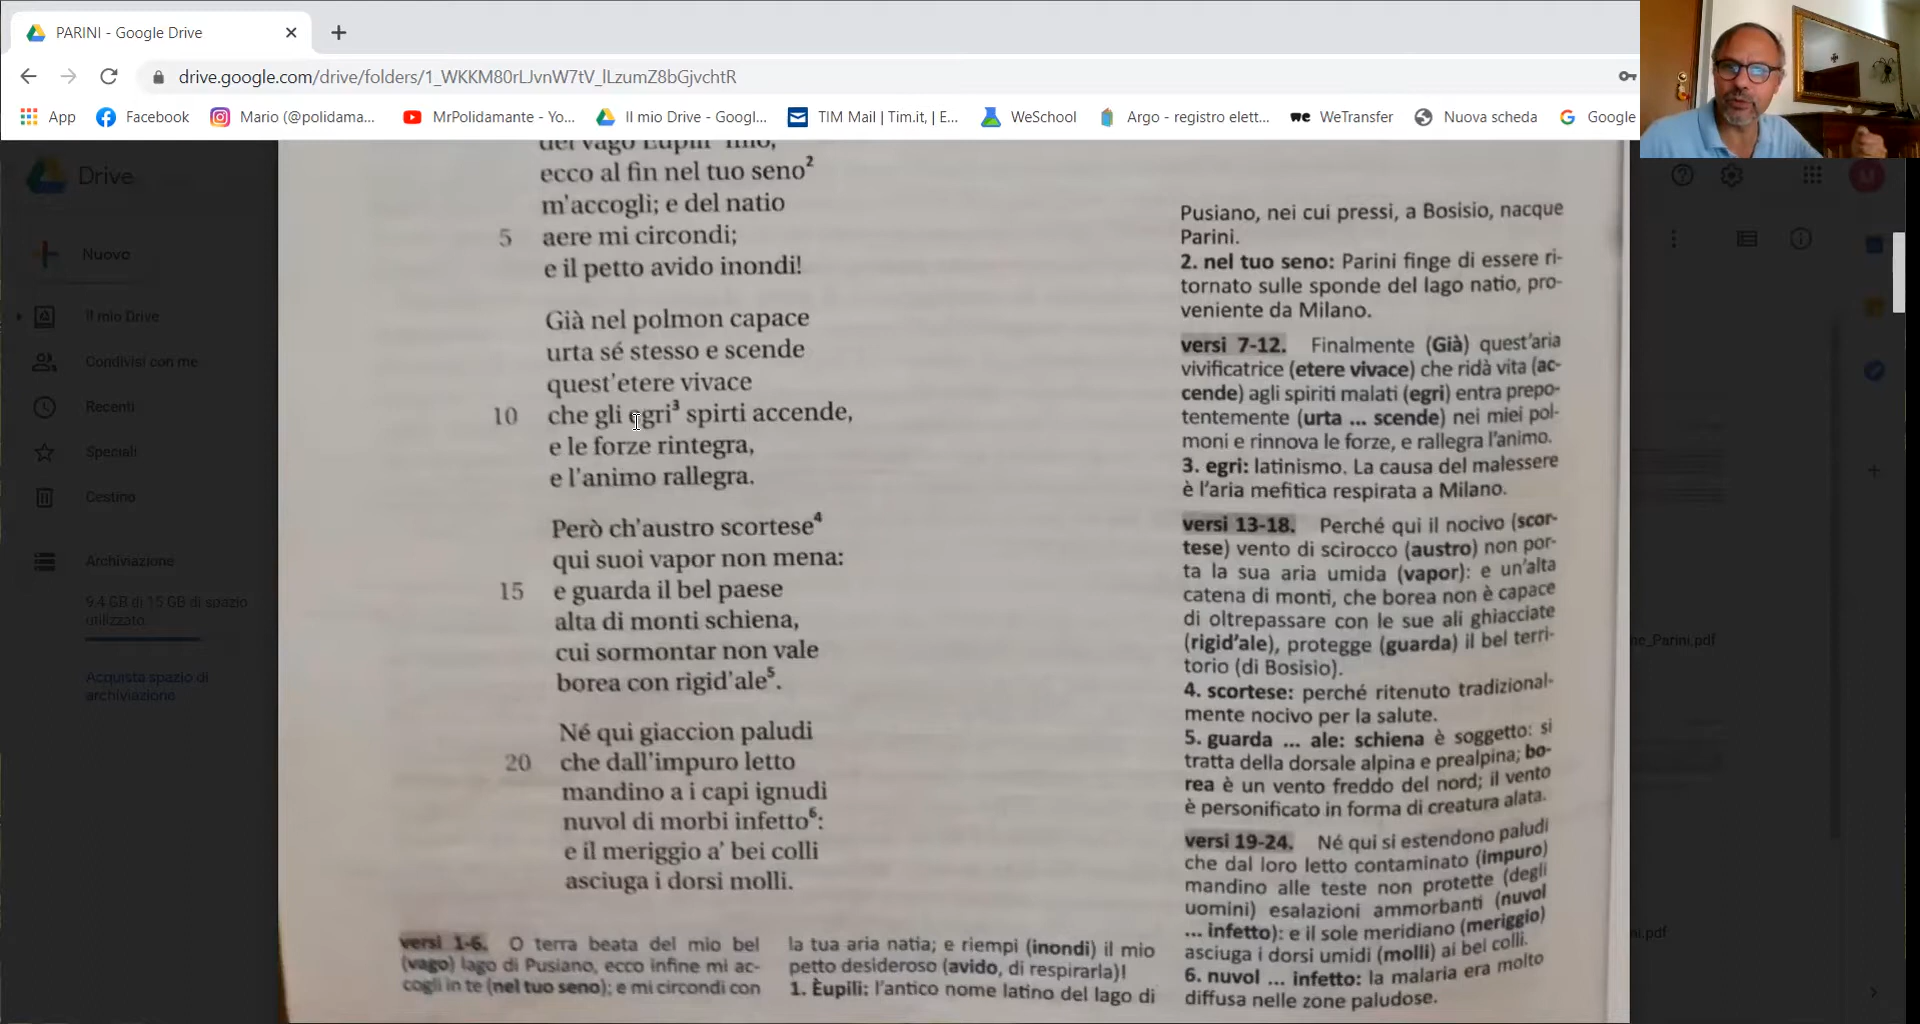 PARINI - Google Drive
drive.google.com/drive/folders/1_WKKM80rLJvnW7tV_lLzumZ8bGjvchtR
App Facebook Mario (@polidama... MrPolidamante - Yo... Il mio Drive - Googl... TIM Mail | Tim.it, | E... WeSchool Argo - registro elett... WeTransfer Nuova scheda Google
Drive
M
Nuovo
Il mio Drive
Condivisi con me
Recenti
Speciali
Cestino
Archiviazione
9.4 GB di 15 GB di spazio
utilizzato
Acquista spazio di
archiviazione
del vago Eupili¹ mio,
ecco al fin nel tuo seno²
m'accogli; e del natio
5 aere mi circondi;
e il petto avido inondi!
Già nel polmon capace
urta sé stesso e scende
quest'etere vivace
10 che gli egri³ spirti accende,
e le forze rintegra,
e l'animo rallegra.
Però ch'austro scortese⁴
qui suoi vapor non mena:
15 e guarda il bel paese
alta di monti schiena,
cui sormontar non vale
borea con rigid'ale⁵.
Né qui giaccion paludi
20 che dall'impuro letto
mandino a i capi ignudi
nuvol di morbi infetto⁶:
e il meriggio a' bei colli
asciuga i dorsi molli.
versi 1-6. O terra beata del mio bel
(vago) lago di Pusiano, ecco infine mi ac-
cogli in te (nel tuo seno); e mi circondi con
la tua aria natia; e riempi (inondi) il mio
petto desideroso (avido, di respirarla)!
1. Èupili: l'antico nome latino del lago di
Pusiano, nei cui pressi, a Bosisio, nacque
Parini.
2. nel tuo seno: Parini finge di essere ri-
tornato sulle sponde del lago natio, pro-
veniente da Milano.
versi 7-12. Finalmente (Già) quest'aria
vivificatrice (etere vivace) che ridà vita (ac-
cende) agli spiriti malati (egri) entra prepo-
tentemente (urta ... scende) nei miei pol-
moni e rinnova le forze, e rallegra l'animo.
3. egri: latinismo. La causa del malessere
è l'aria mefitica respirata a Milano.
versi 13-18. Perché qui il nocivo (scor-
tese) vento di scirocco (austro) non por-
ta la sua aria umida (vapor): e un'alta
catena di monti, che borea non è capace
di oltrepassare con le sue ali ghiacciate
(rigid'ale), protegge (guarda) il bel terri-
torio (di Bosisio).
4. scortese: perché ritenuto tradizional-
mente nocivo per la salute.
5. guarda ... ale: schiena è soggetto: si
tratta della dorsale alpina e prealpina; bo-
rea è un vento freddo del nord; il vento
è personificato in forma di creatura alata.
versi 19-24. Né qui si estendono paludi
che dal loro letto contaminato (impuro)
mandino alle teste non protette (degli
uomini) esalazioni ammorbanti (nuvol
... infetto): e il sole meridiano (meriggio)
asciuga i dorsi umidi (molli) ai bei colli.
6. nuvol ... infetto: la malaria era molto
diffusa nelle zone paludose.
ne_Parini.pdf
ni.pdf